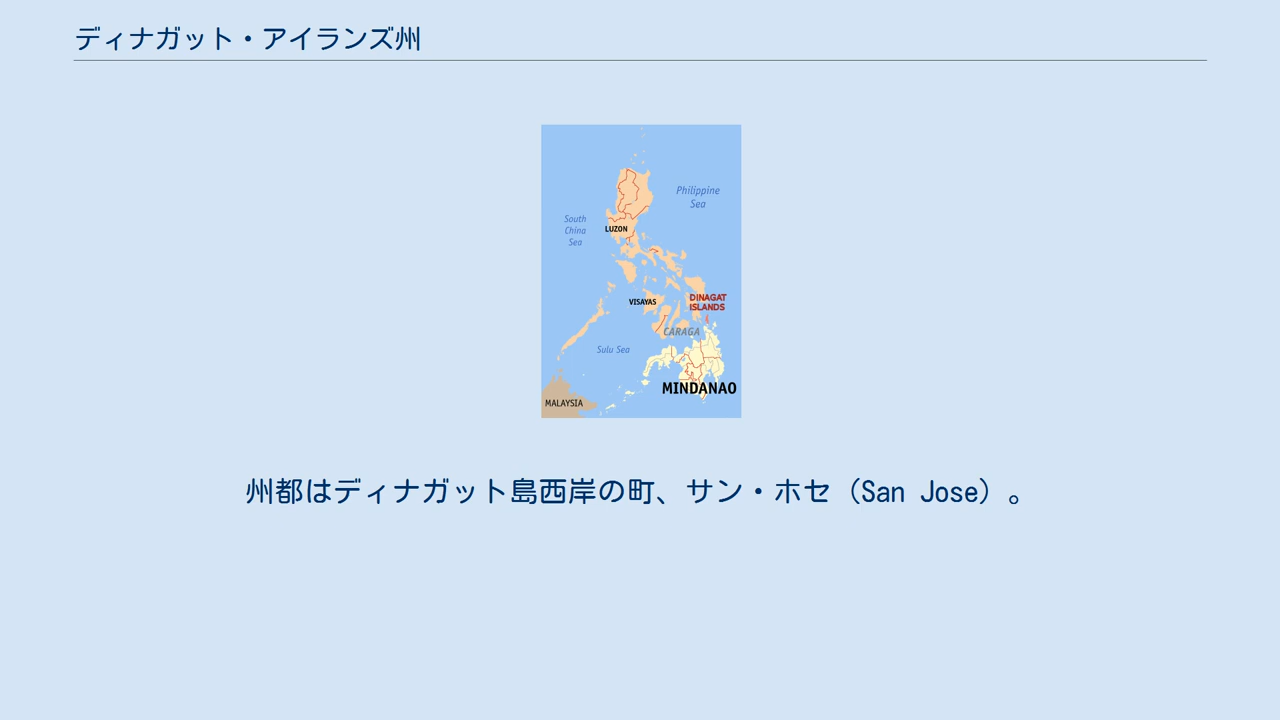 ディナガット・アイランズ州
Philippine
Sea
South
China
Sea
LUZON
VISAYAS
DINAGAT
ISLANDS
CARAGA
Sulu Sea
MINDANAO
MALAYSIA
州都はディナガット島西岸の町、サン・ホセ（San Jose）。